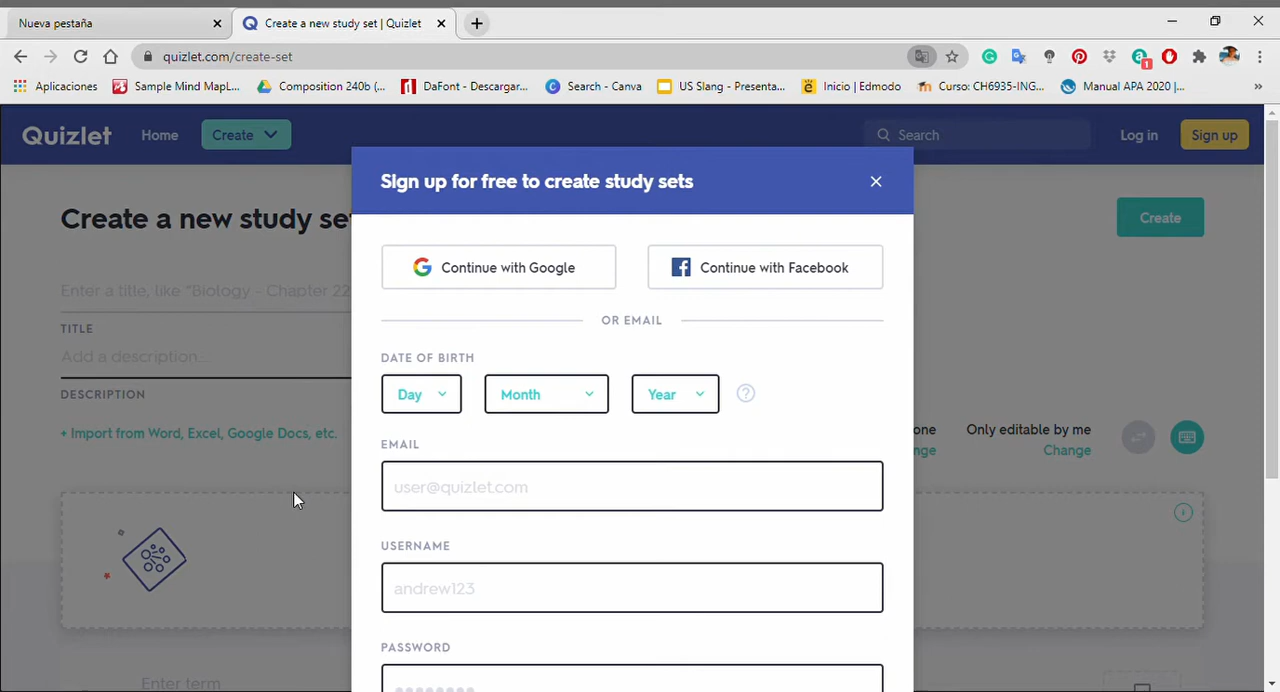 Nueva pestaña
Create a new study set | Quizlet
quizlet.com/create-set
1
Aplicaciones
Sample Mind MapL...
Composition 240b (...
DaFont - Descargar...
Search - Canva
US Slang - Presenta...
Inicio | Edmodo
Curso: CH6935-ING...
Manual APA 2020 |...
»
Quizlet
Home
Create
Search
Log in
Sign up
Sign up for free to create study sets
Create a new study se
Create
Continue with Google
Continue with Facebook
Enter a title, like "Biology - Chapter 22
OR EMAIL
TITLE
DATE OF BIRTH
Add a description...
Day
Month
Year
?
DESCRIPTION
+ Import from Word, Excel, Google Docs, etc.
one
Only editable by me
nge
Change
EMAIL
user@quizlet.com
USERNAME
andrew123
PASSWORD
Enter term